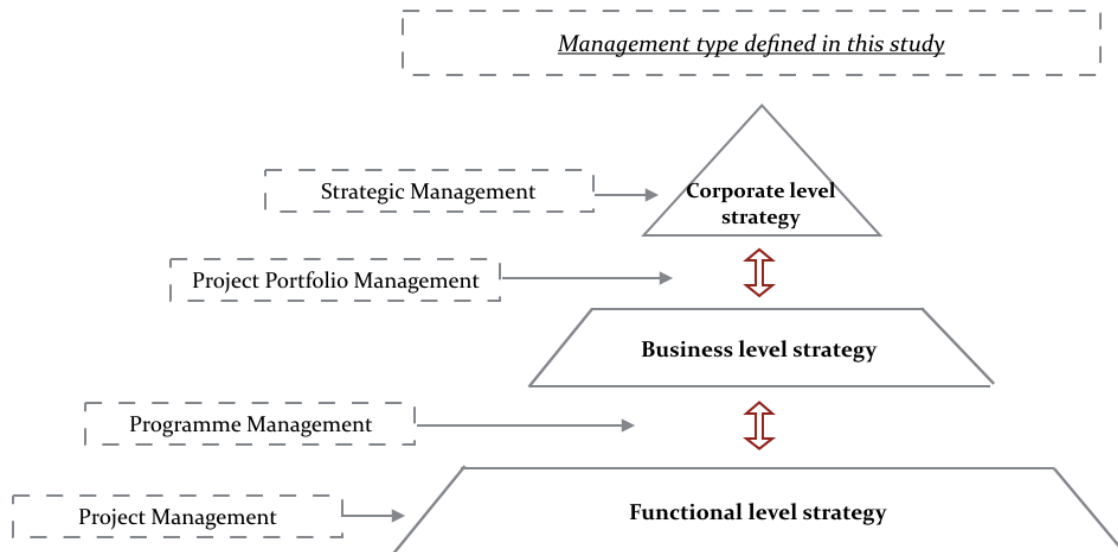 Management type defined in this study
Strategic Management
Corporate level
strategy
Project Portfolio Management
Business level strategy
Programme Management
Functional level strategy
Project Management